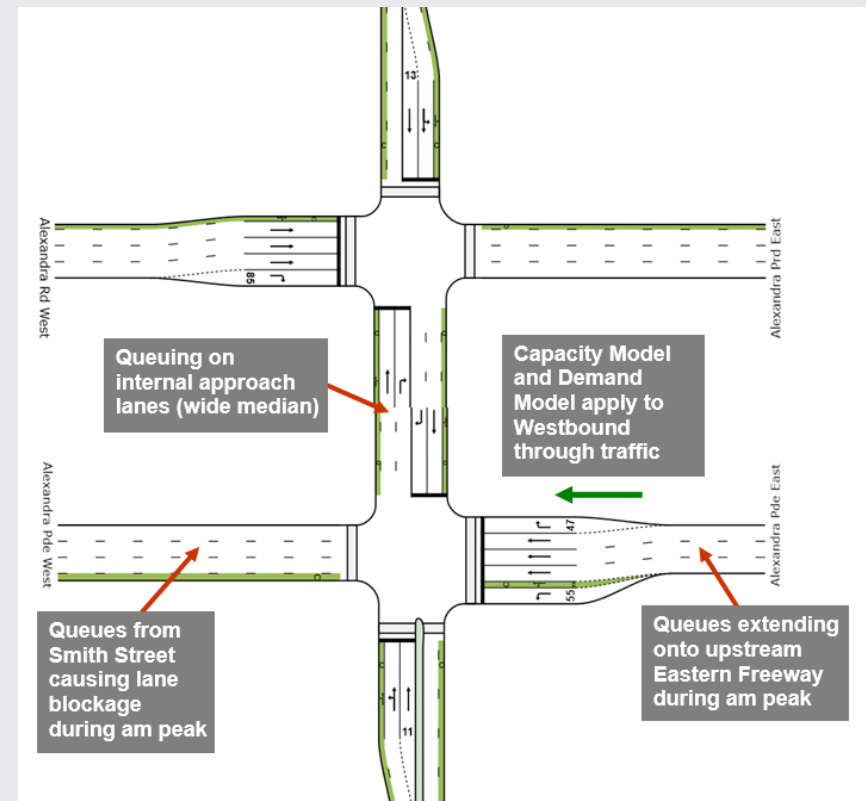 13
Alexandra Rd West
85
Alexandra Prd East
Queuing on
internal approach
lanes (wide median)
Capacity Model
and Demand
Model apply to
Westbound
through traffic
Alexandra Pde West
47
55
Alexandra Pde East
Queues from
Smith Street
causing lane
blockage
during am peak
Queues extending
onto upstream
Eastern Freeway
during am peak
11